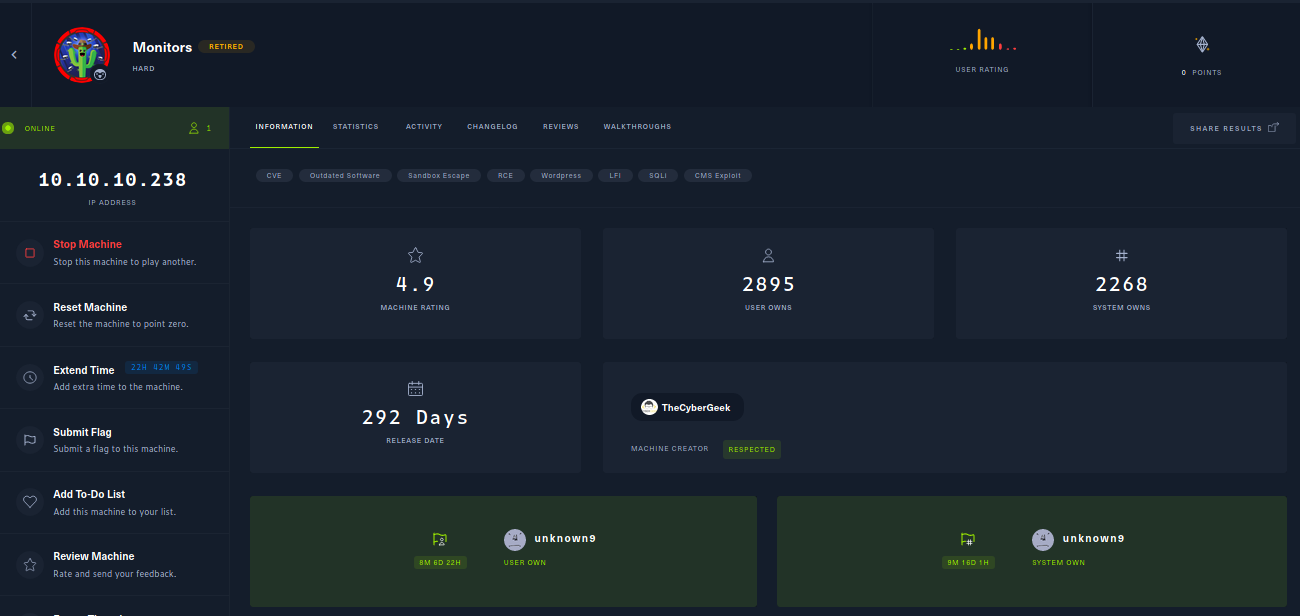 Monitors RETIRED
HARD
USER RATING
0 POINTS
ONLINE 1
INFORMATION STATISTICS ACTIVITY CHANGELOG REVIEWS WALKTHROUGHS
SHARE RESULTS
CVE Outdated Software Sandbox Escape RCE Wordpress LFI SQLi CMS Exploit
10.10.10.238
IP ADDRESS
Stop Machine
Stop this machine to play another.
Reset Machine
Reset the machine to point zero.
Extend Time 22H 42M 49S
Add extra time to the machine.
Submit Flag
Submit a flag to this machine.
Add To-Do List
Add this machine to your list.
Review Machine
Rate and send your feedback.
4.9
MACHINE RATING
2895
USER OWNS
2268
SYSTEM OWNS
292 Days
RELEASE DATE
TheCyberGeek
MACHINE CREATOR RESPECTED
unknown9
8M 6D 22H USER OWN
unknown9
9M 16D 1H SYSTEM OWN